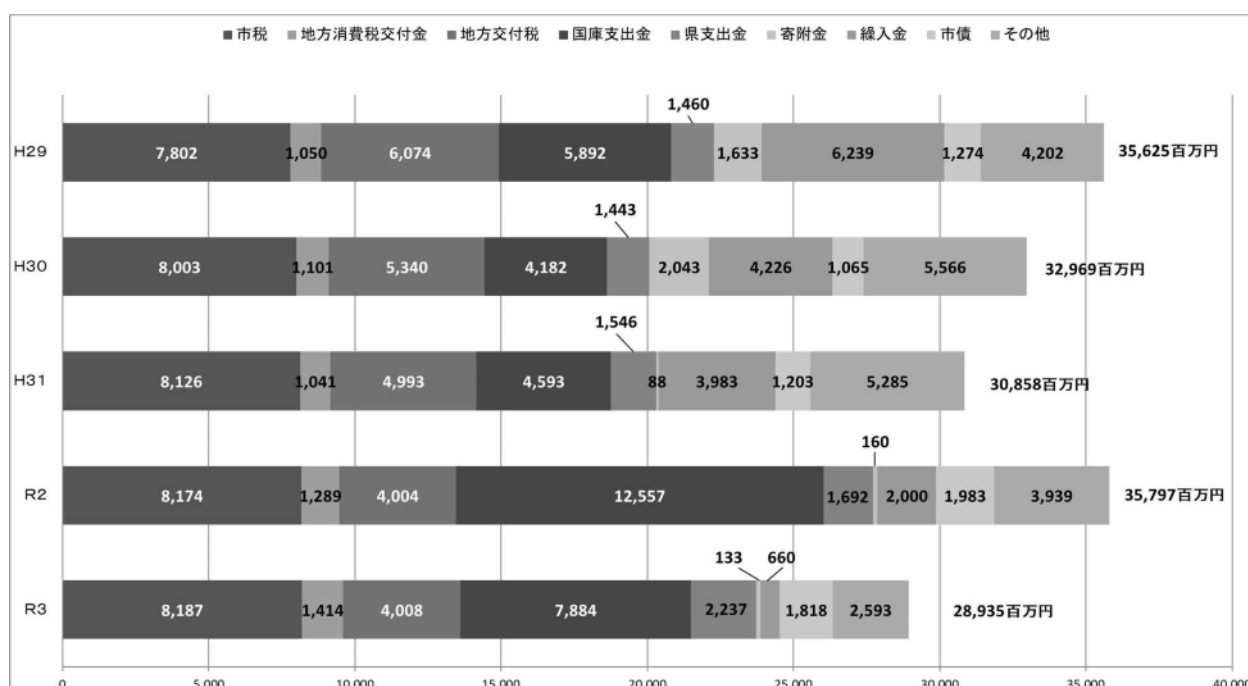 ■市税 ■地方消費税交付金 ■地方交付税 ■国庫支出金 ■県支出金 ■寄附金 ■繰入金 ■市債 ■その他
1,460
H29 7,802 1,050 6,074 5,892 1,633 6,239 1,274 4,202 35,625百万円
1,443
H30 8,003 1,101 5,340 4,182 2,043 4,226 1,065 5,566 32,969百万円
1,546
H31 8,126 1,041 4,993 4,593 88 3,983 1,203 5,285 30,858百万円
160
R2 8,174 1,289 4,004 12,557 1,692 2,000 1,983 3,939 35,797百万円
133 660
R3 8,187 1,414 4,008 7,884 2,237 1,818 2,593 28,935百万円
0 5,000 10,000 15,000 20,000 25,000 30,000 35,000 40,000